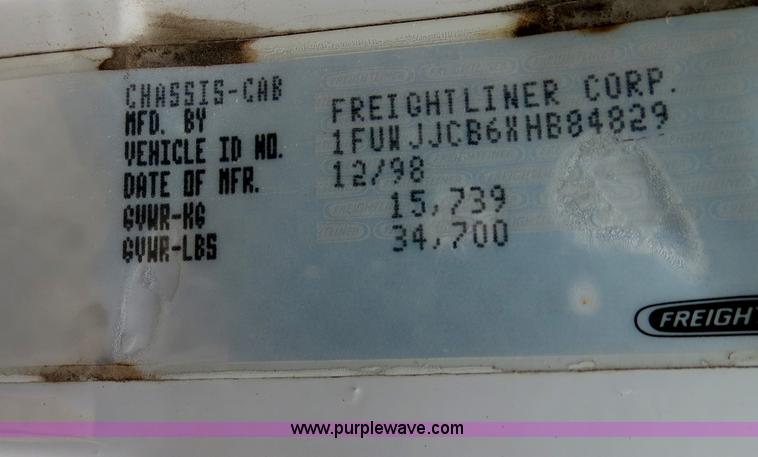 CHASSIS-CAB
MFD. BY FREIGHTLINER CORP.
VEHICLE ID NO. 1FUWJJCB6XHB84829
DATE OF MFR. 12/98
GVWR-KG 15,739
GVWR-LBS 34,700
FREIGHT
www.purplewave.com